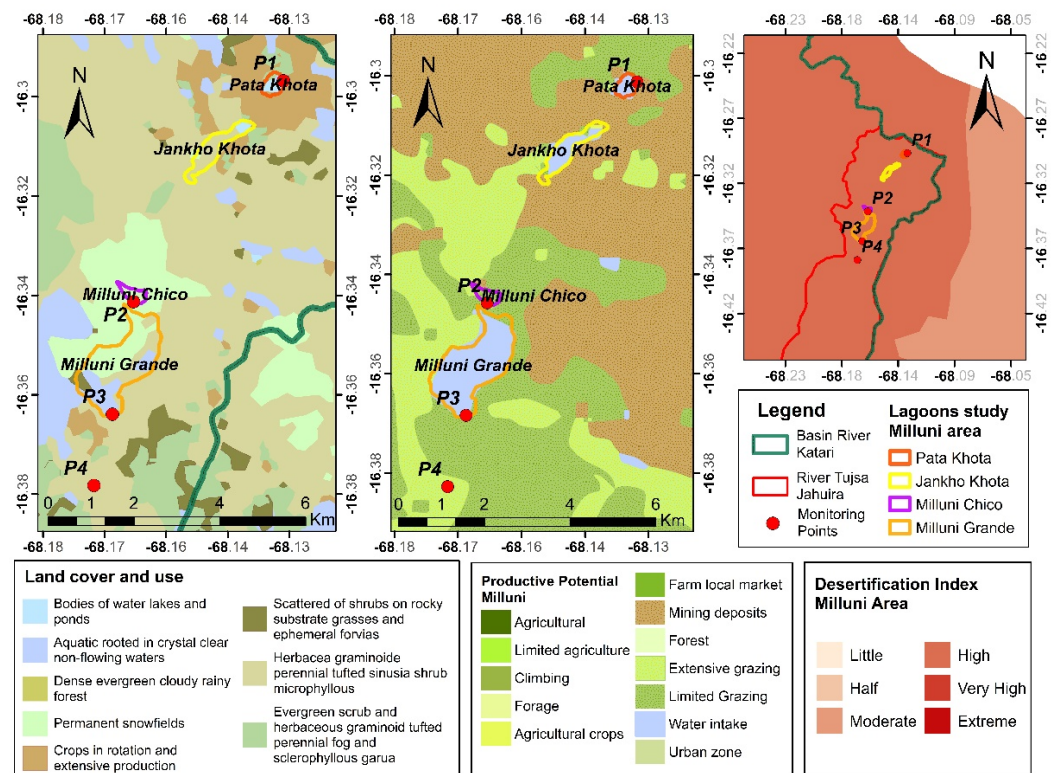 -68.18 -68.17 -68.16 -68.14 -68.13
-68.18 -68.17 -68.16 -68.14 -68.13
-68.23 -68.18 -68.14 -68.09 -68.05
N
P1
Pata Khota
Jankho Khota
Milluni Chico
P2
Milluni Grande
P3
P4
0 2 4 6
Km
-16.3
-16.32
-16.34
-16.36
-16.38
-68.18 -68.17 -68.16 -68.14 -68.13
N
P1
Pata Khota
Jankho Khota
P2
Milluni Chico
Milluni Grande
P3
P4
0 2 4 6
Km
-16.3
-16.32
-16.34
-16.36
-16.38
-68.18 -68.17 -68.16 -68.14 -68.13
N
P1
P2
P3
P4
-16.22
-16.27
-16.32
-16.37
-16.42
-16.22
-16.27
-16.32
-16.37
-16.42
-68.23 -68.18 -68.14 -68.09 -68.05
Legend
Basin River
Katari
River Tujsa
Jahuira
Monitoring
Points
Lagoons study
Milluni area
Pata Khota
Jankho Khota
Milluni Chico
Milluni Grande
Land cover and use
Bodies of water lakes and
ponds
Aquatic rooted in crystal clear
non-flowing waters
Dense evergreen cloudy rainy
forest
Permanent snowfields
Crops in rotation and
extensive production
Scattered of shrubs on rocky
substrate grasses and
ephemeral forvias
Herbacea graminoide
perennial tufted sinusia shrub
microphyllous
Evergreen scrub and
herbaceous graminoid tufted
perennial fog and
sclerophyllous garua
Productive Potential
Milluni
Agricultural
Limited agriculture
Climbing
Forage
Agricultural crops
Farm local market
Mining deposits
Forest
Extensive grazing
Limited Grazing
Water intake
Urban zone
Desertification Index
Milluni Area
Little
Half
Moderate
High
Very High
Extreme